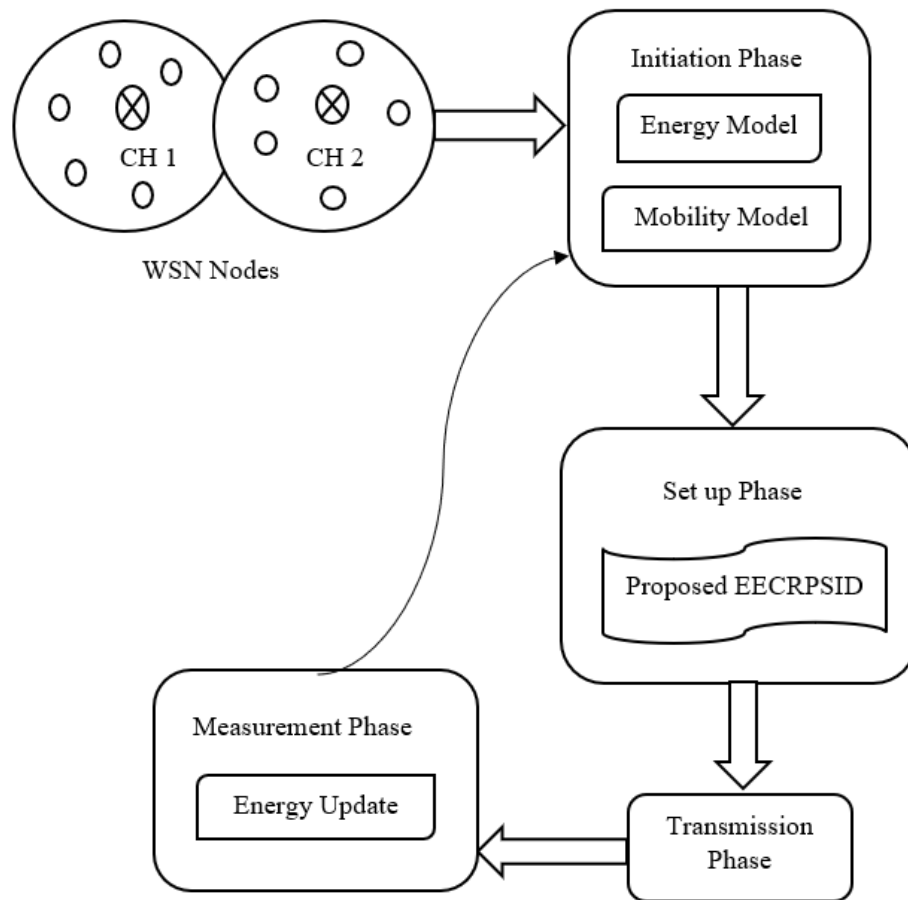 CH 1
CH 2
WSN Nodes
Initiation Phase
Energy Model
Mobility Model
Set up Phase
Proposed EECRPSID
Measurement Phase
Energy Update
Transmission
Phase